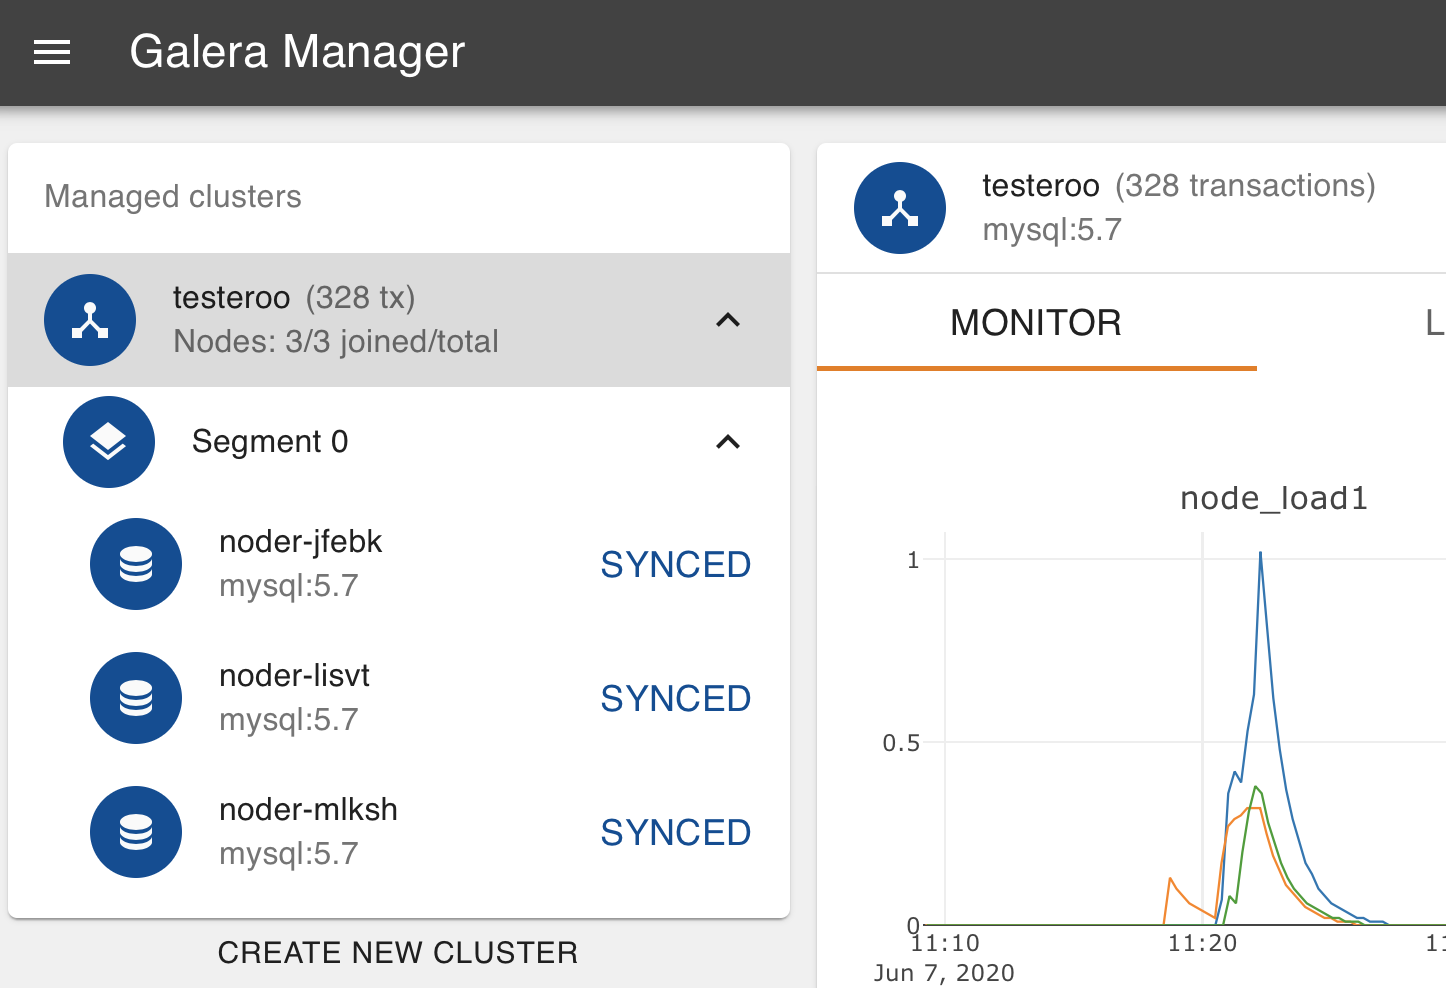 Galera Manager
Managed clusters
testeroo (328 tx)
Nodes: 3/3 joined/total
Segment 0
noder-jfebk
mysql:5.7
SYNCED
noder-lisvt
mysql:5.7
SYNCED
noder-mlksh
mysql:5.7
SYNCED
CREATE NEW CLUSTER
testeroo (328 transactions)
mysql:5.7
MONITOR
node_load1
1
0.5
0
11:10
11:20
Jun 7, 2020